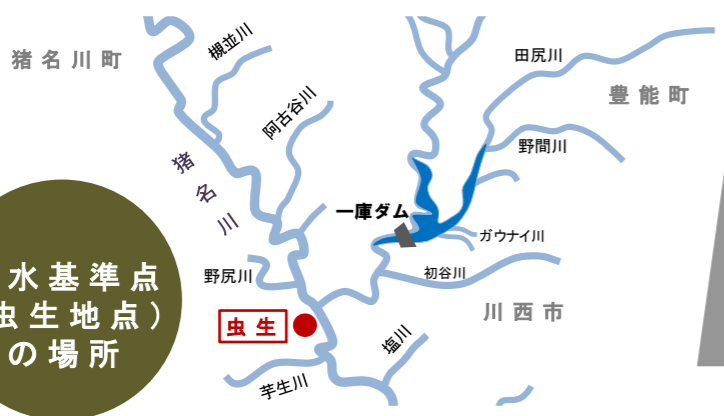 猪名川町
槻並川
阿古谷川
猪名川
田尻川
豊能町
野間川
一庫ダム
ガウナイ川
野尻川
初谷川
川西市
虫生
塩川
芋生川
水基準点
虫生地点）
の場所